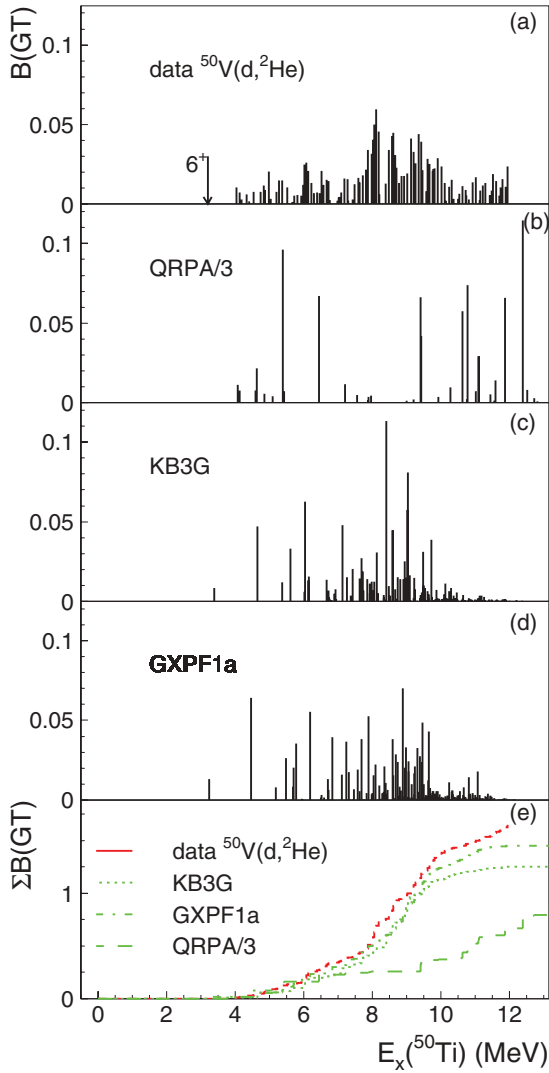 B(GT)
0.1
(a)
data ⁵⁰V(d,²He)
0.05
6⁺
0
(b)
0.1
QRPA/3
0.05
0
(c)
0.1
KB3G
0.05
0
(d)
0.1
GXPF1a
0.05
0
(e)
ΣB(GT)
data ⁵⁰V(d,²He)
KB3G
1
GXPF1a
QRPA/3
0
0 2 4 6 8 10 12
Eₓ(⁵⁰Ti) (MeV)